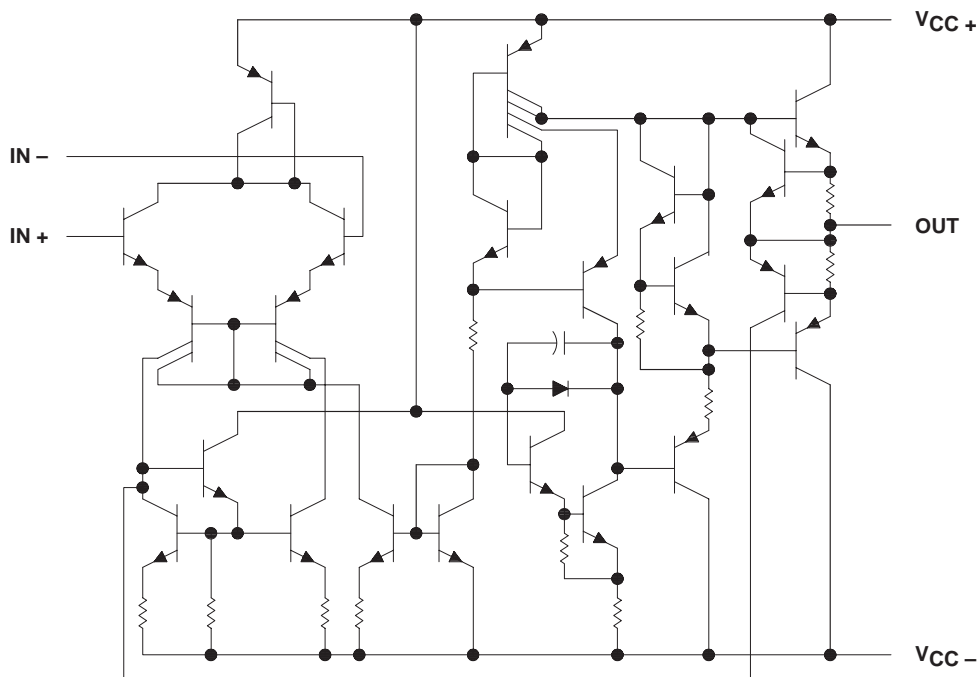 VCC +
IN –
IN +
OUT
VCC –